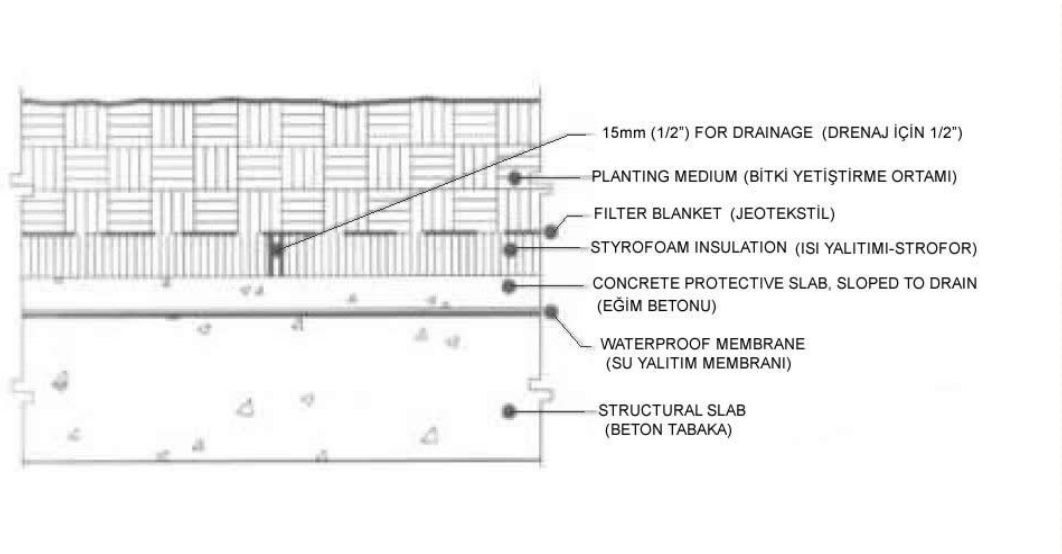 15mm (1/2") FOR DRAINAGE (DRENAJ İÇİN 1/2")
PLANTING MEDIUM (BİTKİ YETİŞTİRME ORTAMI)
FILTER BLANKET (JEOTEKSTİL)
STYROFOAM INSULATION (ISI YALITIMI-STROFOR)
CONCRETE PROTECTIVE SLAB, SLOPED TO DRAIN
(EĞİM BETONU)
WATERPROOF MEMBRANE
(SU YALITIM MEMBRANI)
STRUCTURAL SLAB
(BETON TABAKA)